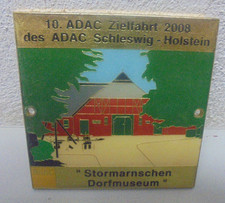 10. ADAC Zielfahrt 2008
des ADAC Schleswig - Holstein
" Stormarnschen
Dorfmuseum "